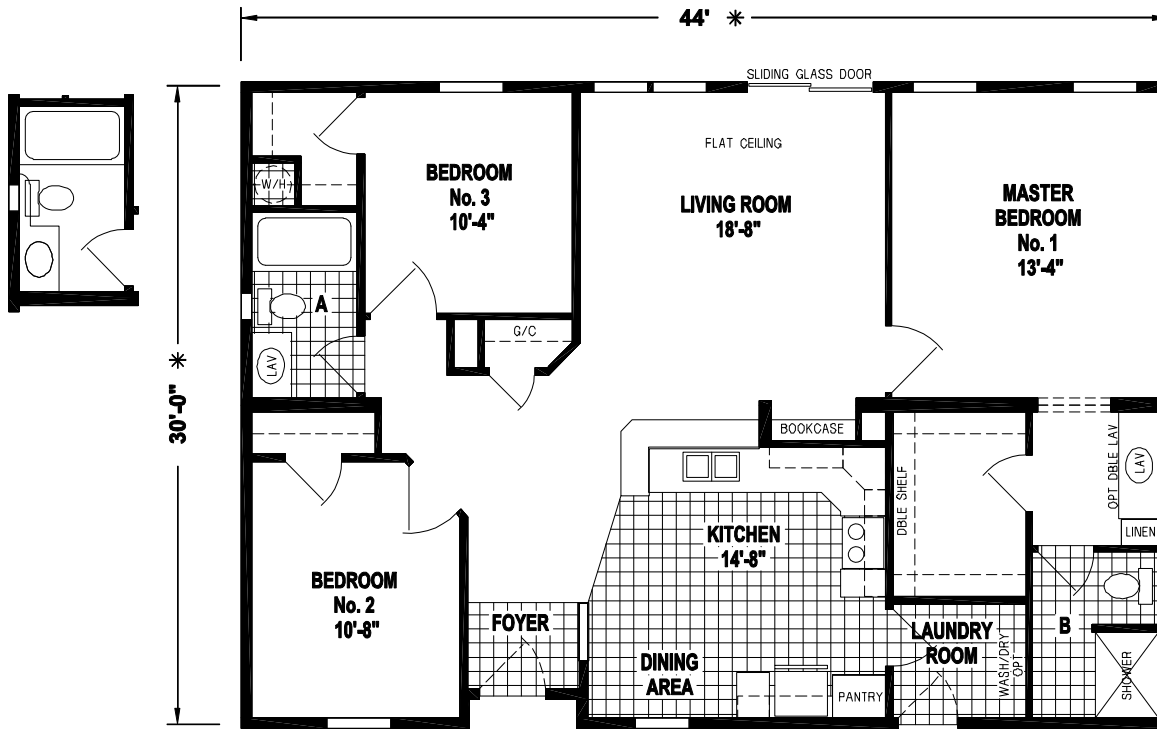 44' ✳
SLIDING GLASS DOOR
FLAT CEILING
W/H
BEDROOM
No. 3
10'-4"
LIVING ROOM
18'-8"
MASTER
BEDROOM
No. 1
13'-4"
A
G/C
LAV
30'-0" ✳
BOOKCASE
DBLE SHELF
OPT DBLE LAV
LAV
LINEN
KITCHEN
14'-8"
BEDROOM
No. 2
10'-8"
FOYER
LAUNDRY
ROOM
B
DINING
AREA
WASH/DRY
OPT
SHOWER
PANTRY